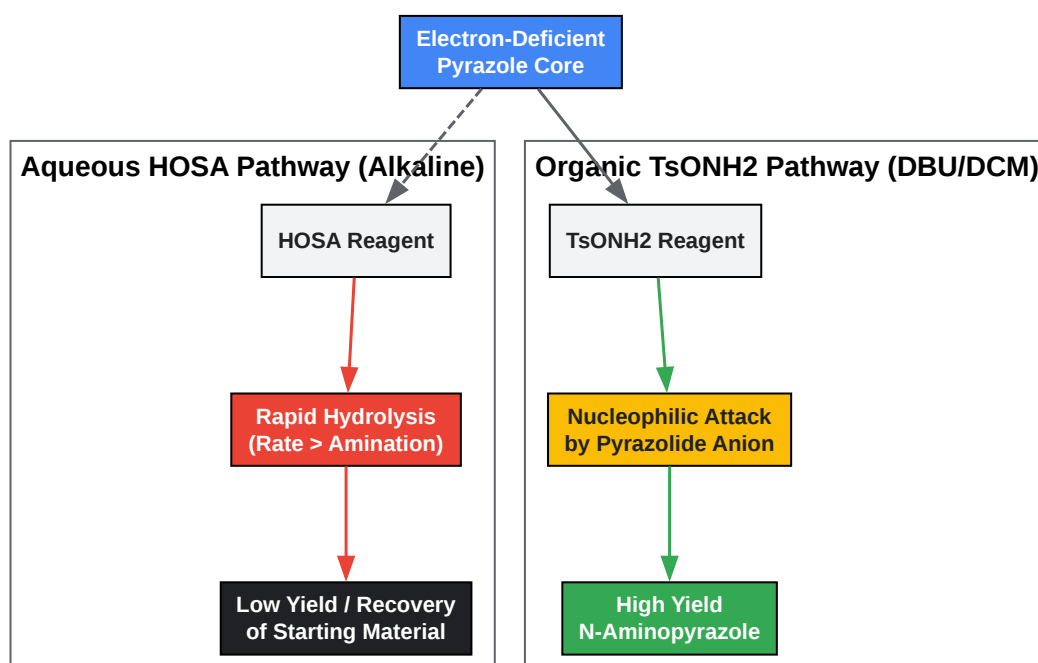 Electron-Deficient
Pyrazole Core
Aqueous HOSA Pathway (Alkaline)
HOSA Reagent
Rapid Hydrolysis
(Rate > Amination)
Low Yield / Recovery
of Starting Material
Organic TsONH2 Pathway (DBU/DCM)
TsONH2 Reagent
Nucleophilic Attack
by Pyrazolide Anion
High Yield
N-Aminopyrazole